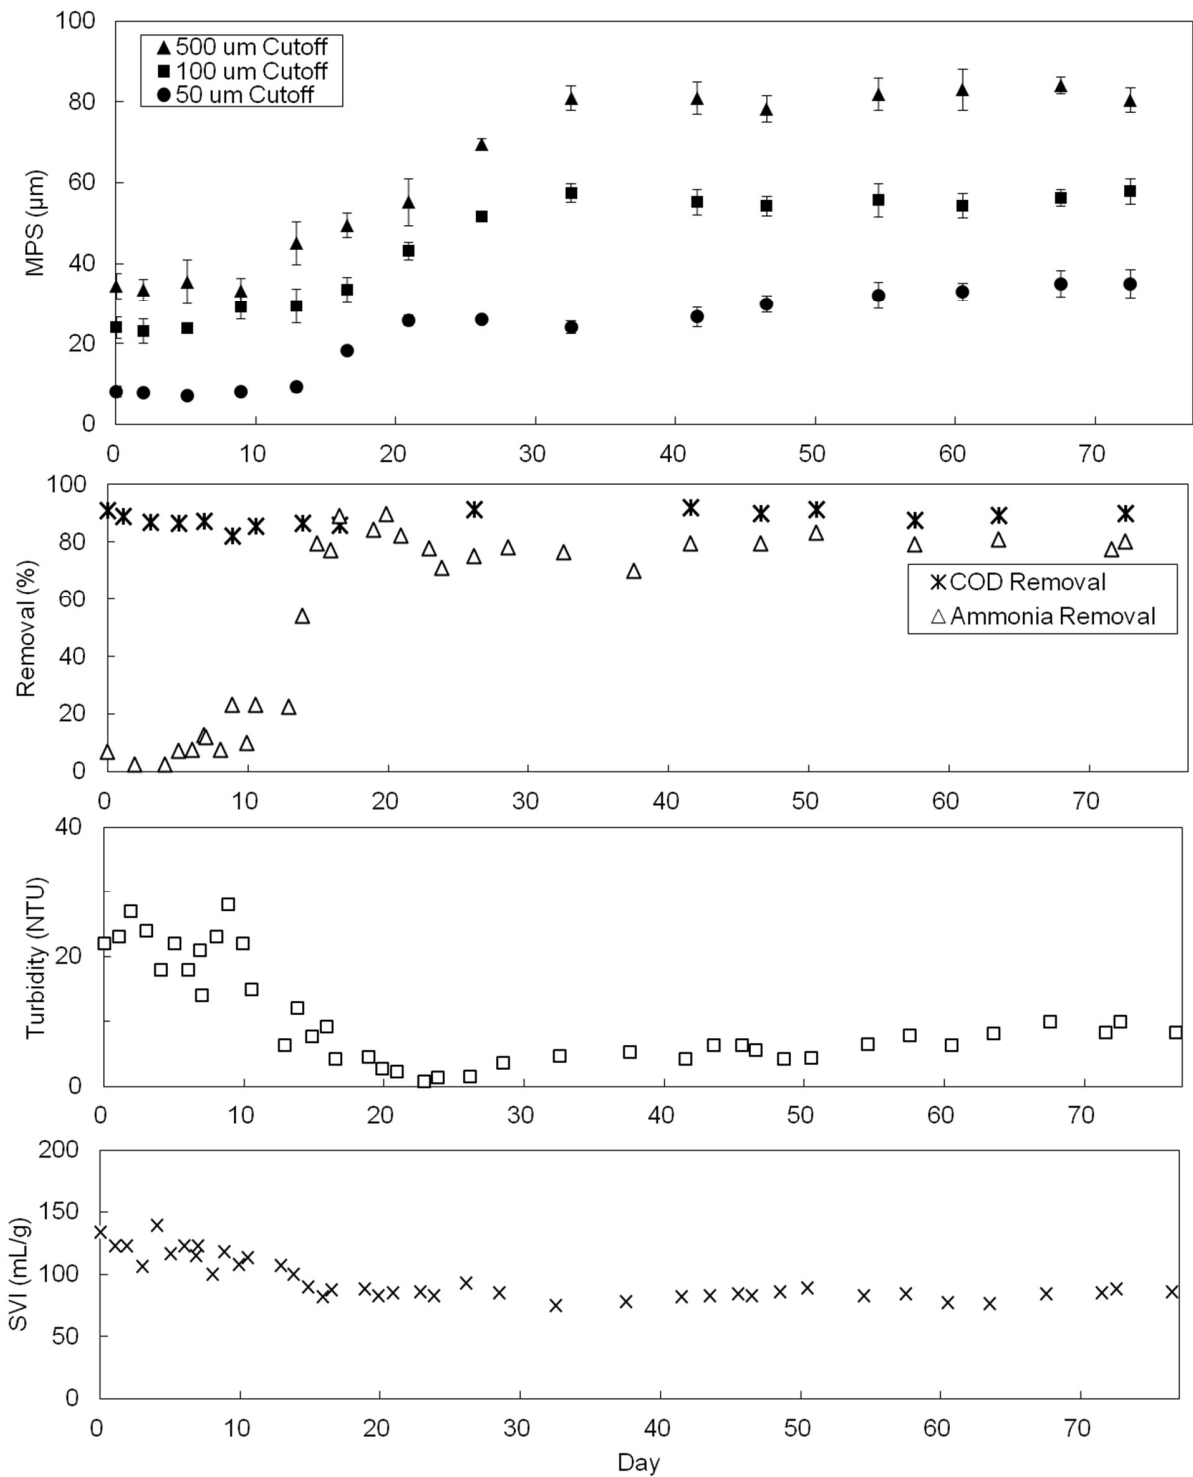 100
500 um Cutoff
100 um Cutoff
50 um Cutoff
80
60
40
20
0
MPS (µm)
0 10 20 30 40 50 60 70
100
80
60
40
20
0
Removal (%)
COD Removal
Ammonia Removal
0 10 20 30 40 50 60 70
40
20
0
Turbidity (NTU)
0 10 20 30 40 50 60 70
200
150
100
50
0
SVI (mL/g)
0 10 20 30 40 50 60 70
Day